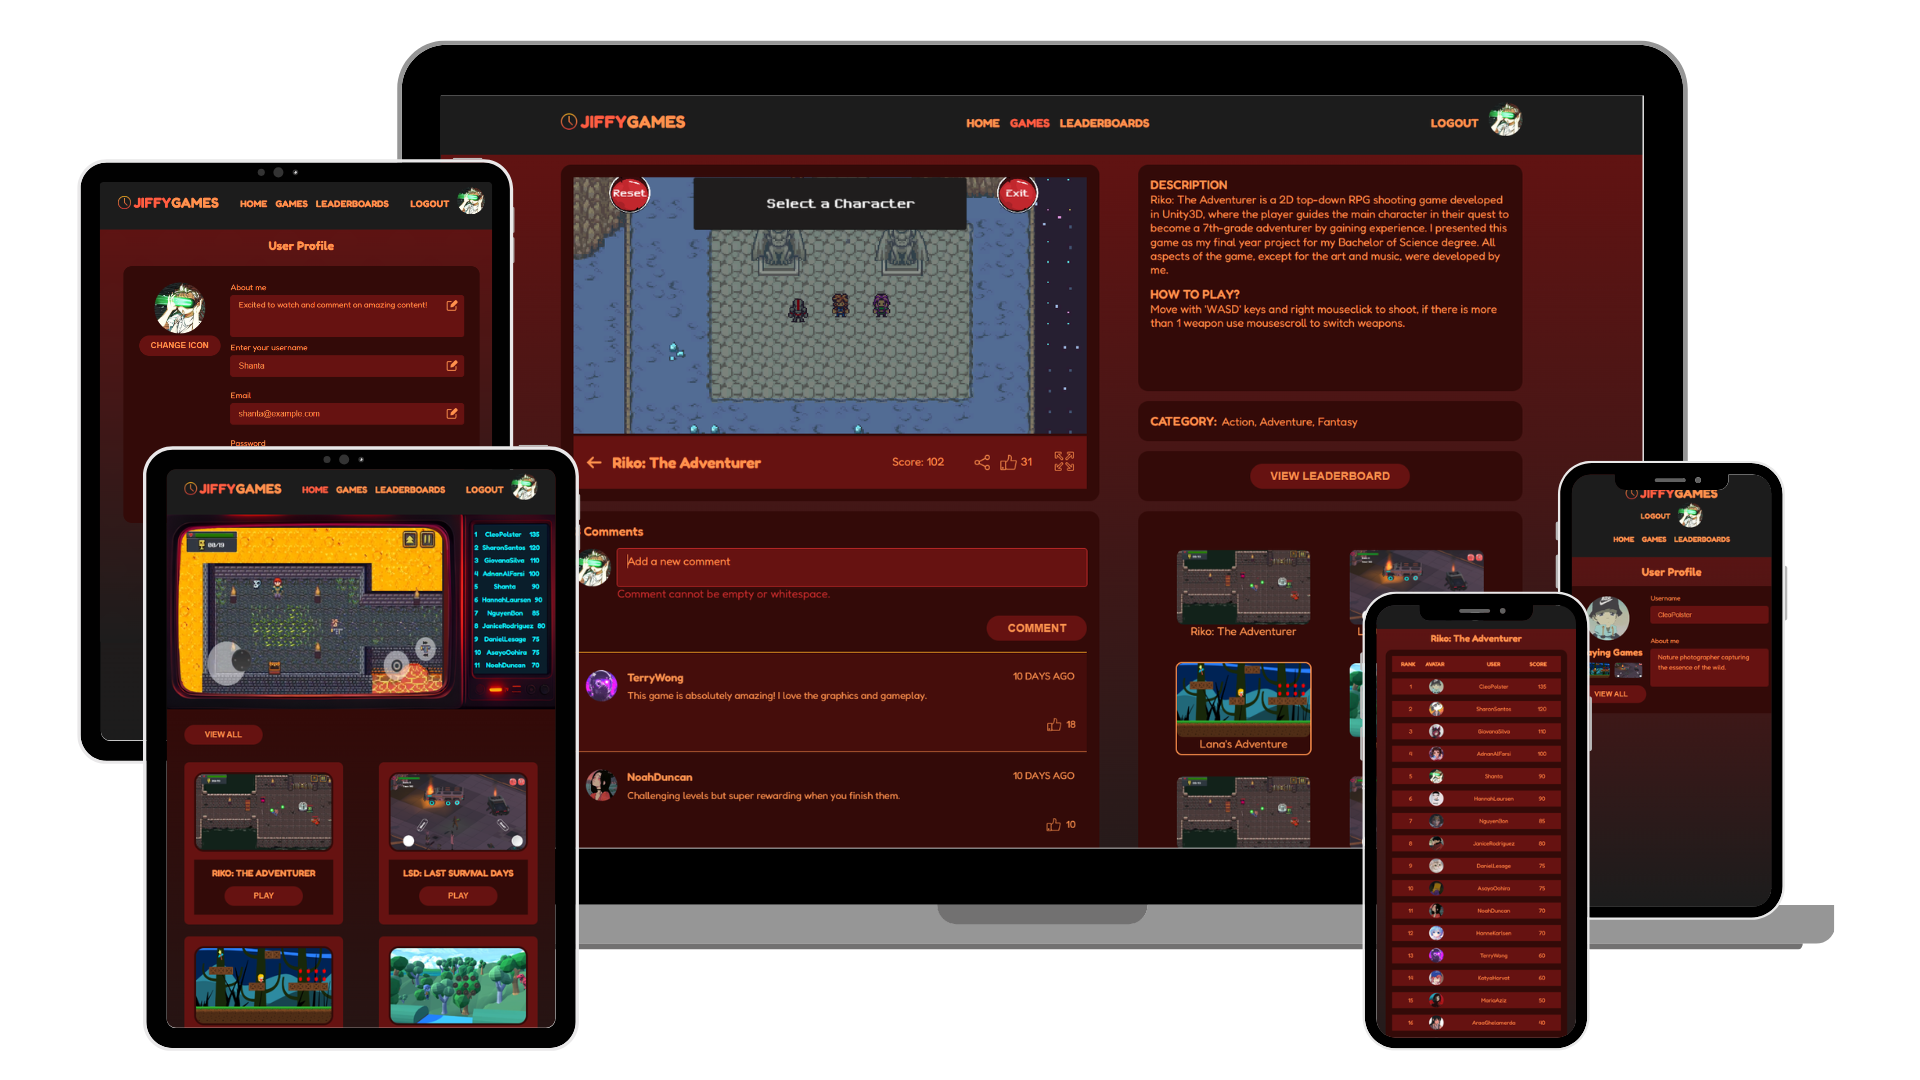 JIFFYGAMES
HOME GAMES LEADERBOARDS
LOGOUT
Reset
Select a Character
Exit
Riko: The Adventurer
Score: 102
31
DESCRIPTION
Riko: The Adventurer is a 2D top-down RPG shooting game developed
in Unity3D, where the player guides the main character in their quest to
become a 7th-grade adventurer by gaining experience. I presented this
game as my final year project for my Bachelor of Science degree. All
aspects of the game, except for the art and music, were developed by
me.
HOW TO PLAY?
Move with 'WASD' keys and right mouseclick to shoot, if there is more
than 1 weapon use mousescroll to switch weapons.
CATEGORY: Action, Adventure, Fantasy
VIEW LEADERBOARD
Comments
Add a new comment
Comment cannot be empty or whitespace.
COMMENT
TerryWong
10 DAYS AGO
This game is absolutely amazing! I love the graphics and gameplay.
18
NoahDuncan
10 DAYS AGO
Challenging levels but super rewarding when you finish them.
10
Riko: The Adventurer
L
Lana's Adventure
JIFFYGAMES
HOME GAMES LEADERBOARDS
LOGOUT
User Profile
CHANGE ICON
About me
Excited to watch and comment on amazing content!
Enter your username
Shanta
Email
shanta@example.com
Password
JIFFYGAMES
HOME GAMES LEADERBOARDS
LOGOUT
00/19
1 CleoPolster 135
2 SharonSantos 120
3 GiovanaSilva 110
4 AdnanAlFarsi 100
5 Shanta 90
6 HannahLaursen 90
7 NguyenDan 85
8 JaniceRodriguez 80
9 DanielLesage 75
10 AsayaOohira 75
11 NoahDuncan 70
VIEW ALL
RIKO: THE ADVENTURER
PLAY
LSD: LAST SURVIVAL DAYS
PLAY
JIFFYGAMES
LOGOUT
HOME GAMES LEADERBOARDS
User Profile
Username
CleoPolster
About me
Nature photographer capturing
the essence of the wild.
aying Games
VIEW ALL
Riko: The Adventurer
RANK AVATAR USER SCORE
1 CleoPolster 135
2 SharonSantos 120
3 GiovanaSilva 110
4 AdnanAlFarsi 100
5 Shanta 90
6 HannahLaursen 90
7 NguyenDan 85
8 JaniceRodriguez 80
9 DanielLesage 75
10 AsayaOohira 75
11 NoahDuncan 70
12 HanneKarlsen 70
13 TerryWong 60
14 KatyaHorvat 60
15 MariaAziz 50
16 ArasGholamerda 40